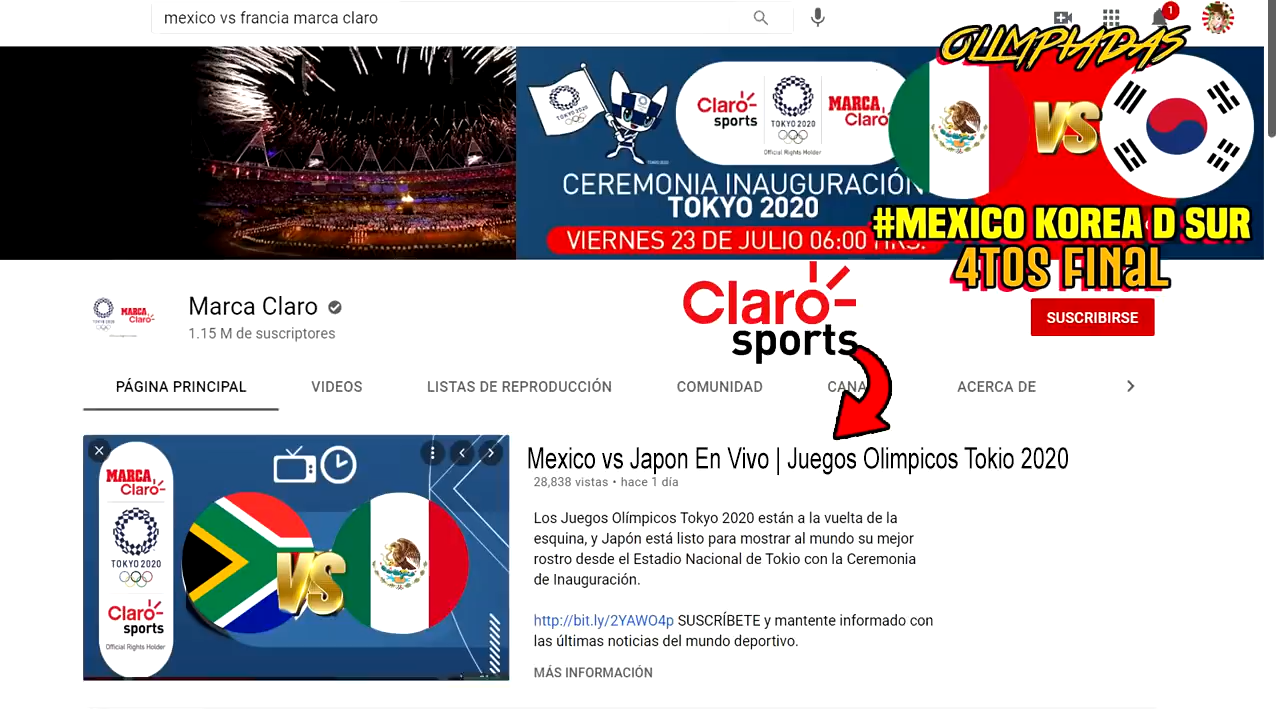 mexico vs francia marca claro
1
OLIMPIADAS
TOKYO 2020
Claro
sports
TOKYO 2020
Official Rights Holder
MARCA
Claro
VS
CEREMONIA INAUGURACIÓN
TOKYO 2020
VIERNES 23 DE JULIO 06:00 HRS.
#MEXICO KOREA D SUR
4TOS FINAL
MARCA
Claro
Marca Claro
1.15 M de suscriptores
Claro
sports
SUSCRIBIRSE
PÁGINA PRINCIPAL
VIDEOS
LISTAS DE REPRODUCCIÓN
COMUNIDAD
CANA
ACERCA DE
MARCA
Claro
TOKYO 2020
Claro
sports
Official Rights Holder
VS
Mexico vs Japon En Vivo | Juegos Olimpicos Tokio 2020
28,838 vistas • hace 1 día
Los Juegos Olímpicos Tokyo 2020 están a la vuelta de la
esquina, y Japón está listo para mostrar al mundo su mejor
rostro desde el Estadio Nacional de Tokio con la Ceremonia
de Inauguración.
http://bit.ly/2YAWO4p SUSCRÍBETE y mantente informado con
las últimas noticias del mundo deportivo.
MÁS INFORMACIÓN